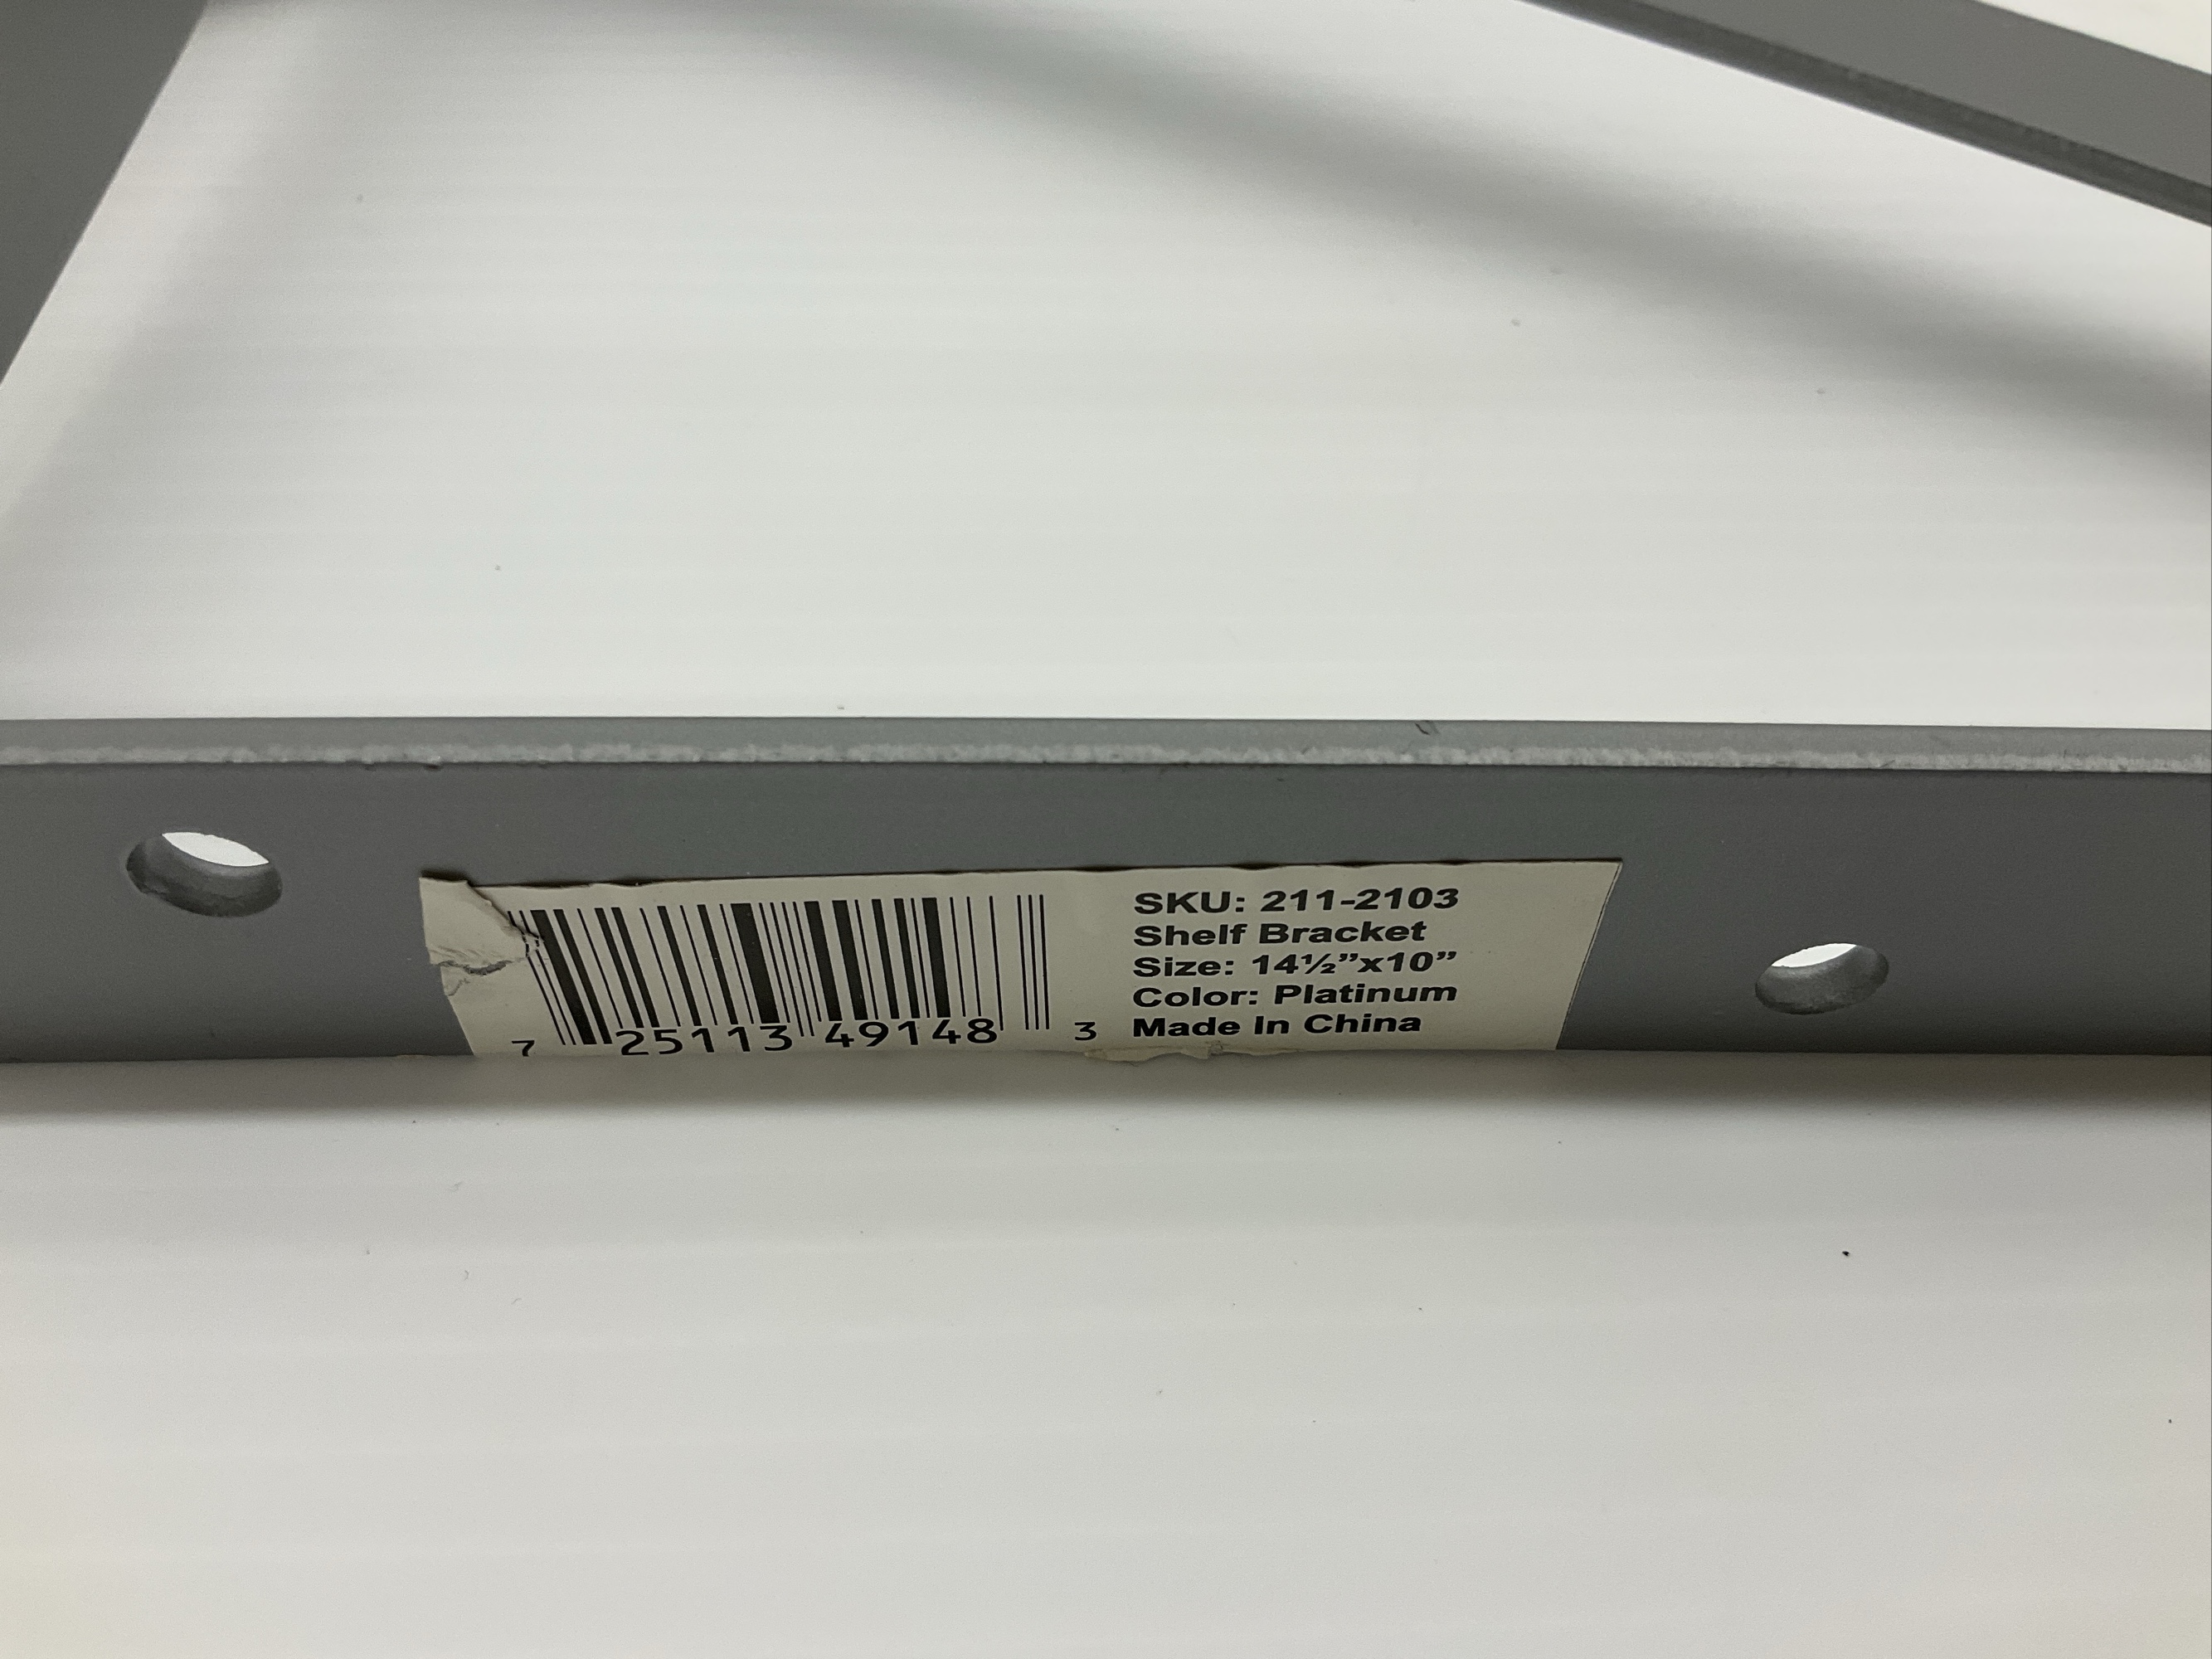 SKU: 211-2103
Shelf Bracket
Size: 14½”x10”
Color: Platinum
Made In China
7 25113 49148 3